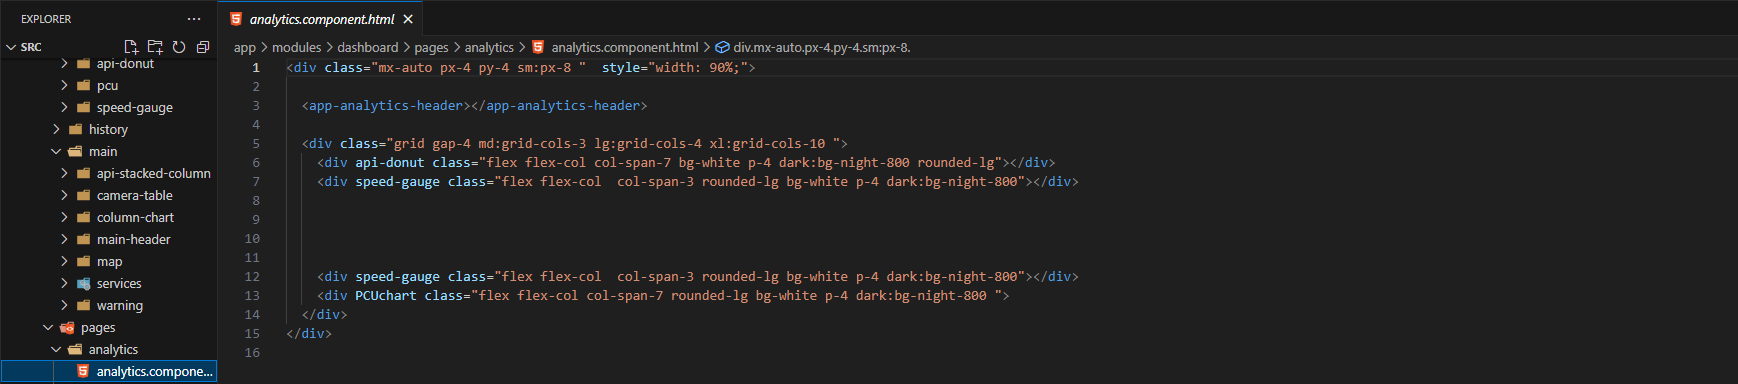 EXPLORER ...
SRC
api-donut
pcu
speed-gauge
history
main
api-stacked-column
camera-table
column-chart
main-header
map
services
warning
pages
analytics
analytics.compone...
analytics.component.html
app > modules > dashboard > pages > analytics > analytics.component.html > div.mx-auto.px-4.py-4.sm:px-8.
1 <div class="mx-auto px-4 py-4 sm:px-8 "  style="width: 90%;">
2
3 <app-analytics-header></app-analytics-header>
4
5 <div class="grid gap-4 md:grid-cols-3 lg:grid-cols-4 xl:grid-cols-10 ">
6 <div api-donut class="flex flex-col col-span-7 bg-white p-4 dark:bg-night-800 rounded-lg"></div>
7 <div speed-gauge class="flex flex-col  col-span-3 rounded-lg bg-white p-4 dark:bg-night-800"></div>
8
9
10
11
12 <div speed-gauge class="flex flex-col  col-span-3 rounded-lg bg-white p-4 dark:bg-night-800"></div>
13 <div PCUchart class="flex flex-col col-span-7 rounded-lg bg-white p-4 dark:bg-night-800 ">
14 </div>
15 </div>
16